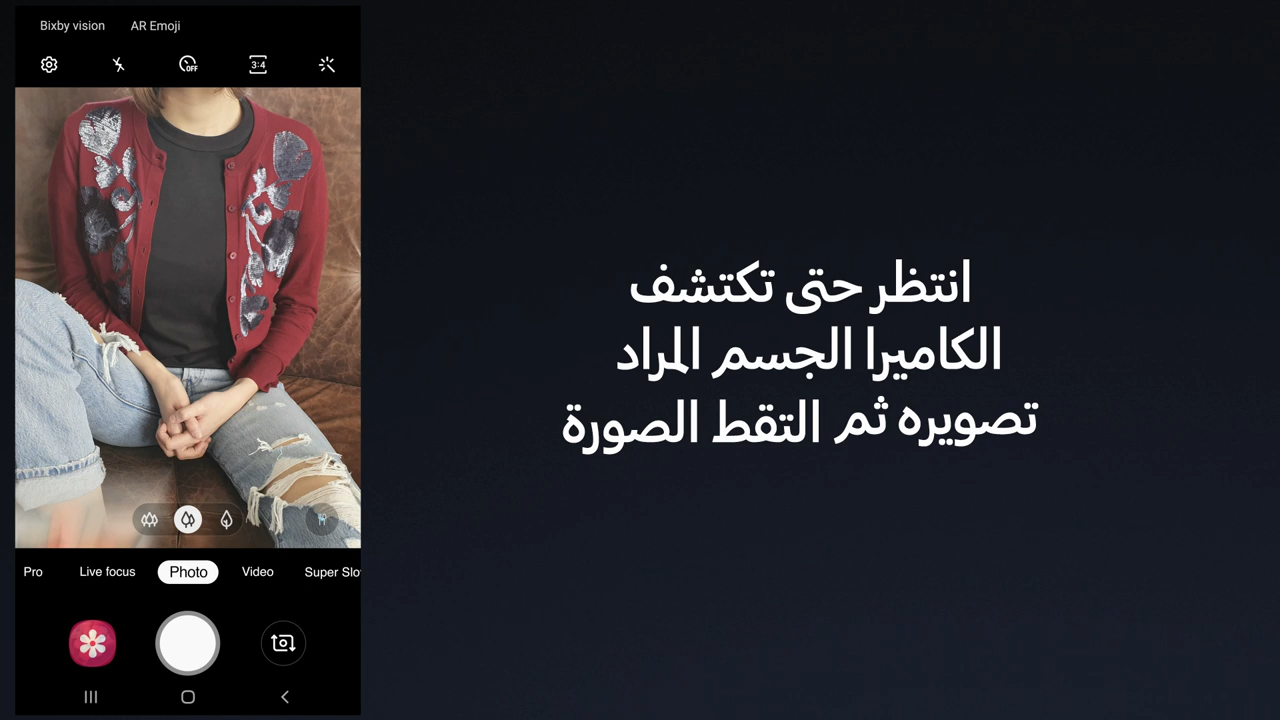 Bixby vision AR Emoji
OFF 3:4
انتظر حتى تكتشف
الكاميرا الجسم المراد
تصويره ثم التقط الصورة
Pro Live focus Photo Video Super Slo